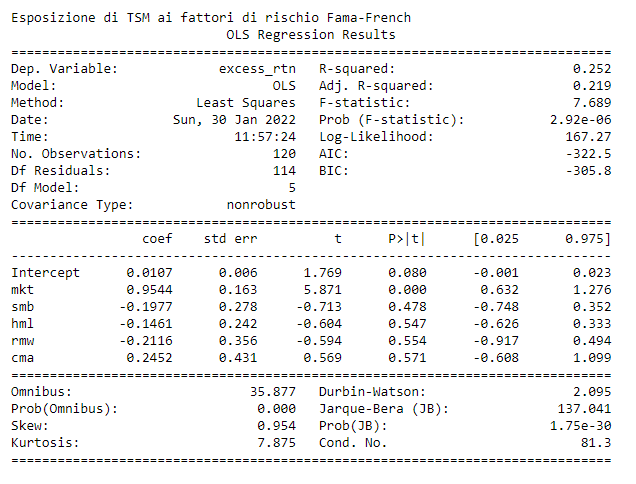 Esposizione di TSM ai fattori di rischio Fama-French
OLS Regression Results
==============================================================================
Dep. Variable: excess_rtn R-squared: 0.252
Model: OLS Adj. R-squared: 0.219
Method: Least Squares F-statistic: 7.689
Date: Sun, 30 Jan 2022 Prob (F-statistic): 2.92e-06
Time: 11:57:24 Log-Likelihood: 167.27
No. Observations: 120 AIC: -322.5
Df Residuals: 114 BIC: -305.8
Df Model: 5
Covariance Type: nonrobust
==============================================================================
coef std err t P>|t| [0.025 0.975]
------------------------------------------------------------------------------
Intercept 0.0107 0.006 1.769 0.080 -0.001 0.023
mkt 0.9544 0.163 5.871 0.000 0.632 1.276
smb -0.1977 0.278 -0.713 0.478 -0.748 0.352
hml -0.1461 0.242 -0.604 0.547 -0.626 0.333
rmw -0.2116 0.356 -0.594 0.554 -0.917 0.494
cma 0.2452 0.431 0.569 0.571 -0.608 1.099
==============================================================================
Omnibus: 35.877 Durbin-Watson: 2.095
Prob(Omnibus): 0.000 Jarque-Bera (JB): 137.041
Skew: 0.954 Prob(JB): 1.75e-30
Kurtosis: 7.875 Cond. No. 81.3
==============================================================================